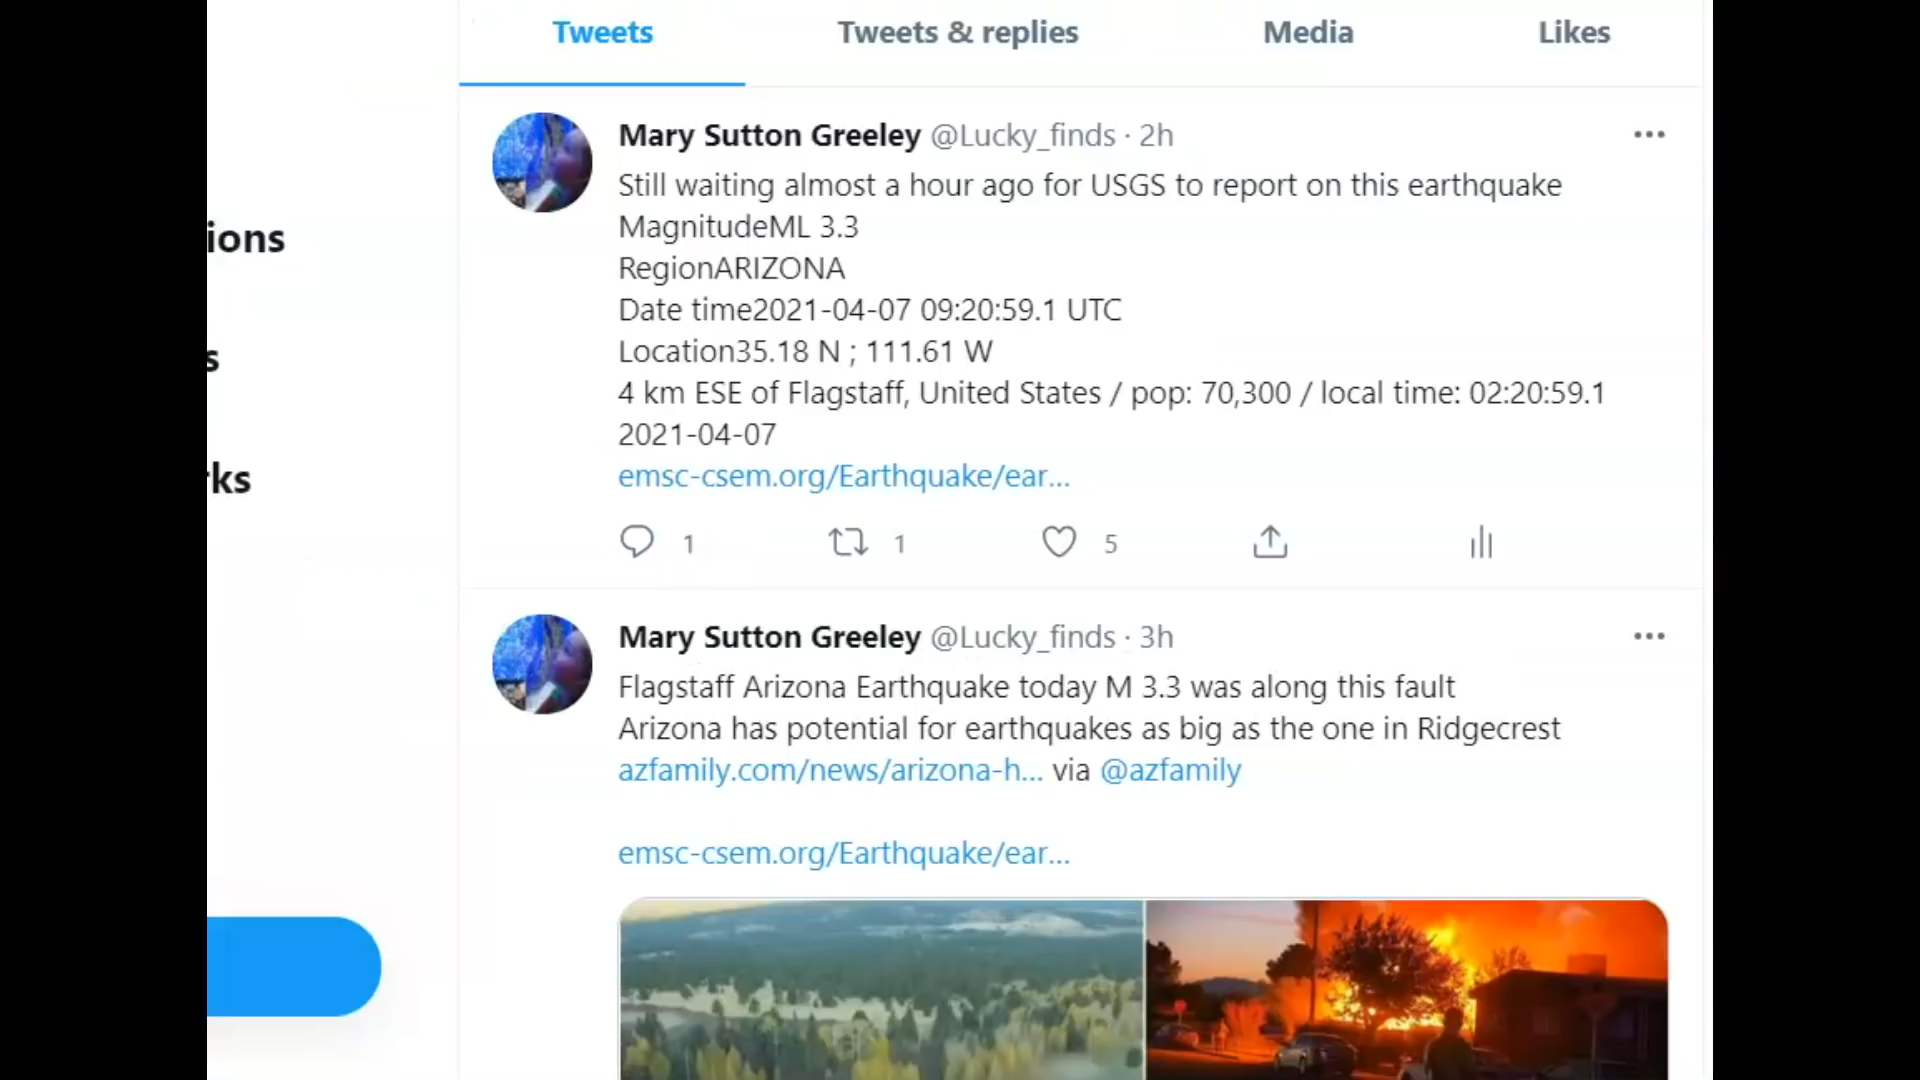 Tweets
Tweets & replies
Media
Likes
Mary Sutton Greeley @Lucky_finds · 2h
Still waiting almost a hour ago for USGS to report on this earthquake
MagnitudeML 3.3
RegionARIZONA
Date time2021-04-07 09:20:59.1 UTC
Location35.18 N ; 111.61 W
4 km ESE of Flagstaff, United States / pop: 70,300 / local time: 02:20:59.1
2021-04-07
emsc-csem.org/Earthquake/ear...
1
1
5
Mary Sutton Greeley @Lucky_finds · 3h
Flagstaff Arizona Earthquake today M 3.3 was along this fault
Arizona has potential for earthquakes as big as the one in Ridgecrest
azfamily.com/news/arizona-h... via @azfamily
emsc-csem.org/Earthquake/ear...
ions
s
rks